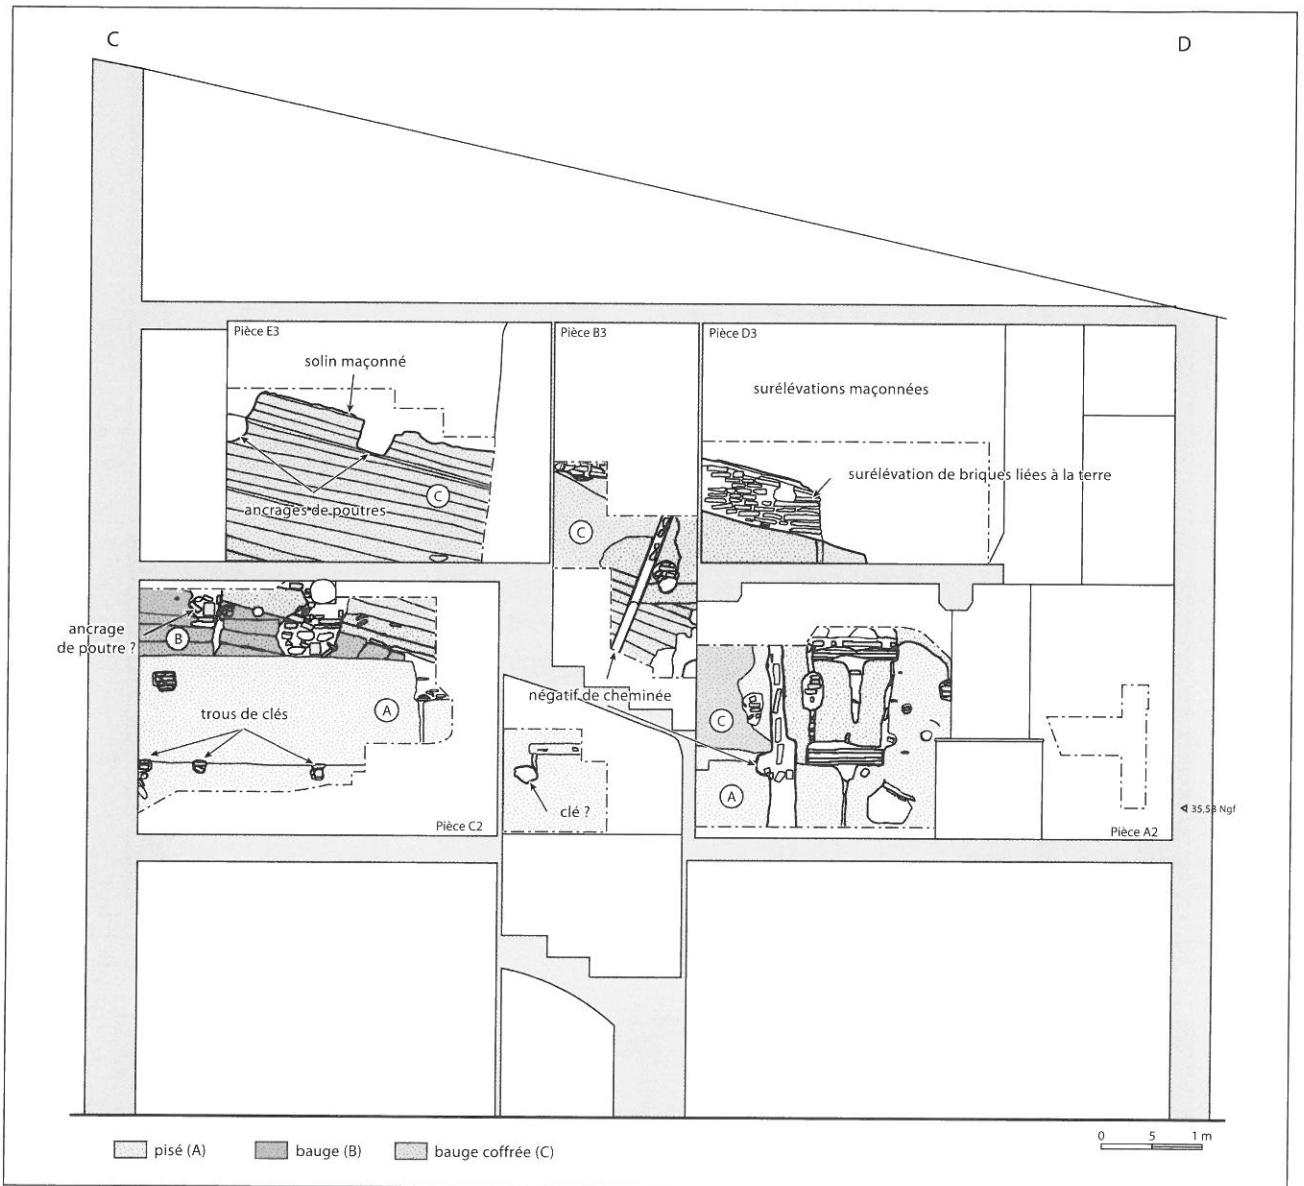 C
D
Pièce E3
Pièce B3
Pièce D3
solin maçonné
surélévations maçonnées
surélévation de briques liées à la terre
C
ancrages de poutres
C
ancrage
de poutre ?
B
négatif de cheminée
trous de clés
A
C
A
clé ?
35,58 Ngf
Pièce C2
Pièce A2
0 5 1 m
pisé (A)
bauge (B)
bauge coffrée (C)